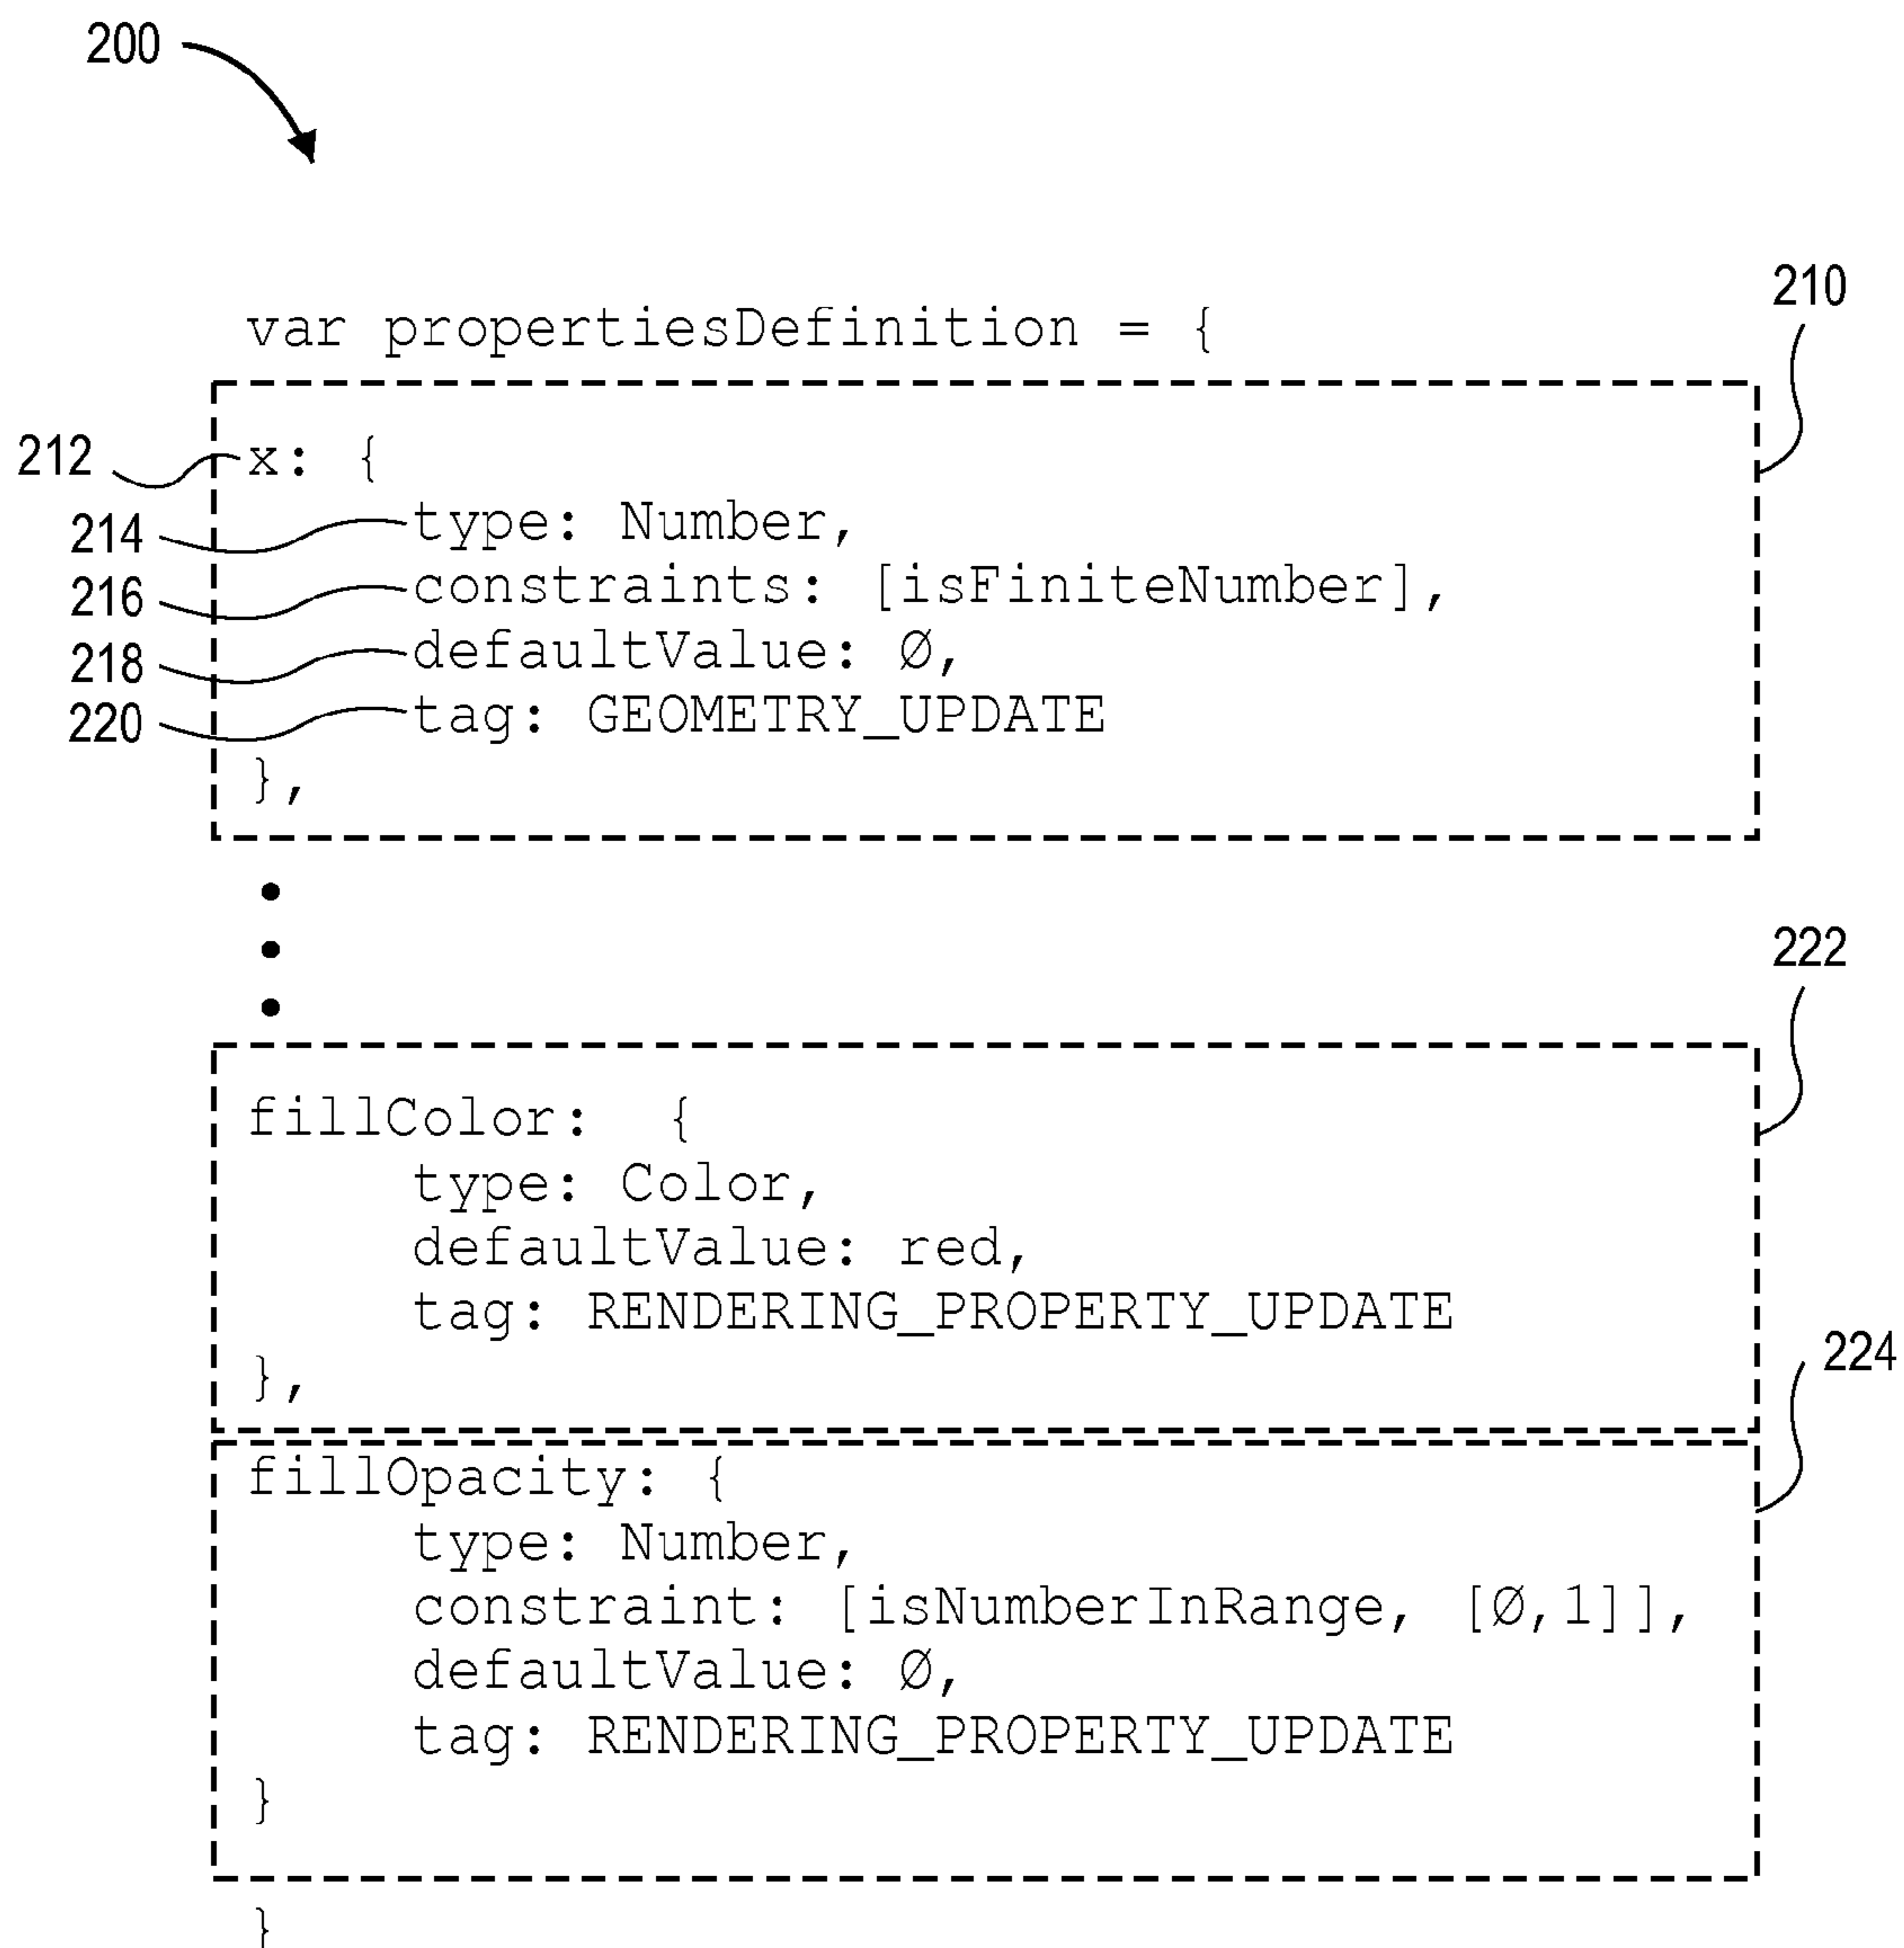 200
210
var propertiesDefinition = {
212 x: {
214 type: Number,
216 constraints: [isFiniteNumber],
218 defaultValue: Ø,
220 tag: GEOMETRY_UPDATE
},
222
fillColor: {
type: Color,
defaultValue: red,
tag: RENDERING_PROPERTY_UPDATE
},
224
fillOpacity: {
type: Number,
constraint: [isNumberInRange, [Ø,1]],
defaultValue: Ø,
tag: RENDERING_PROPERTY_UPDATE
}
}